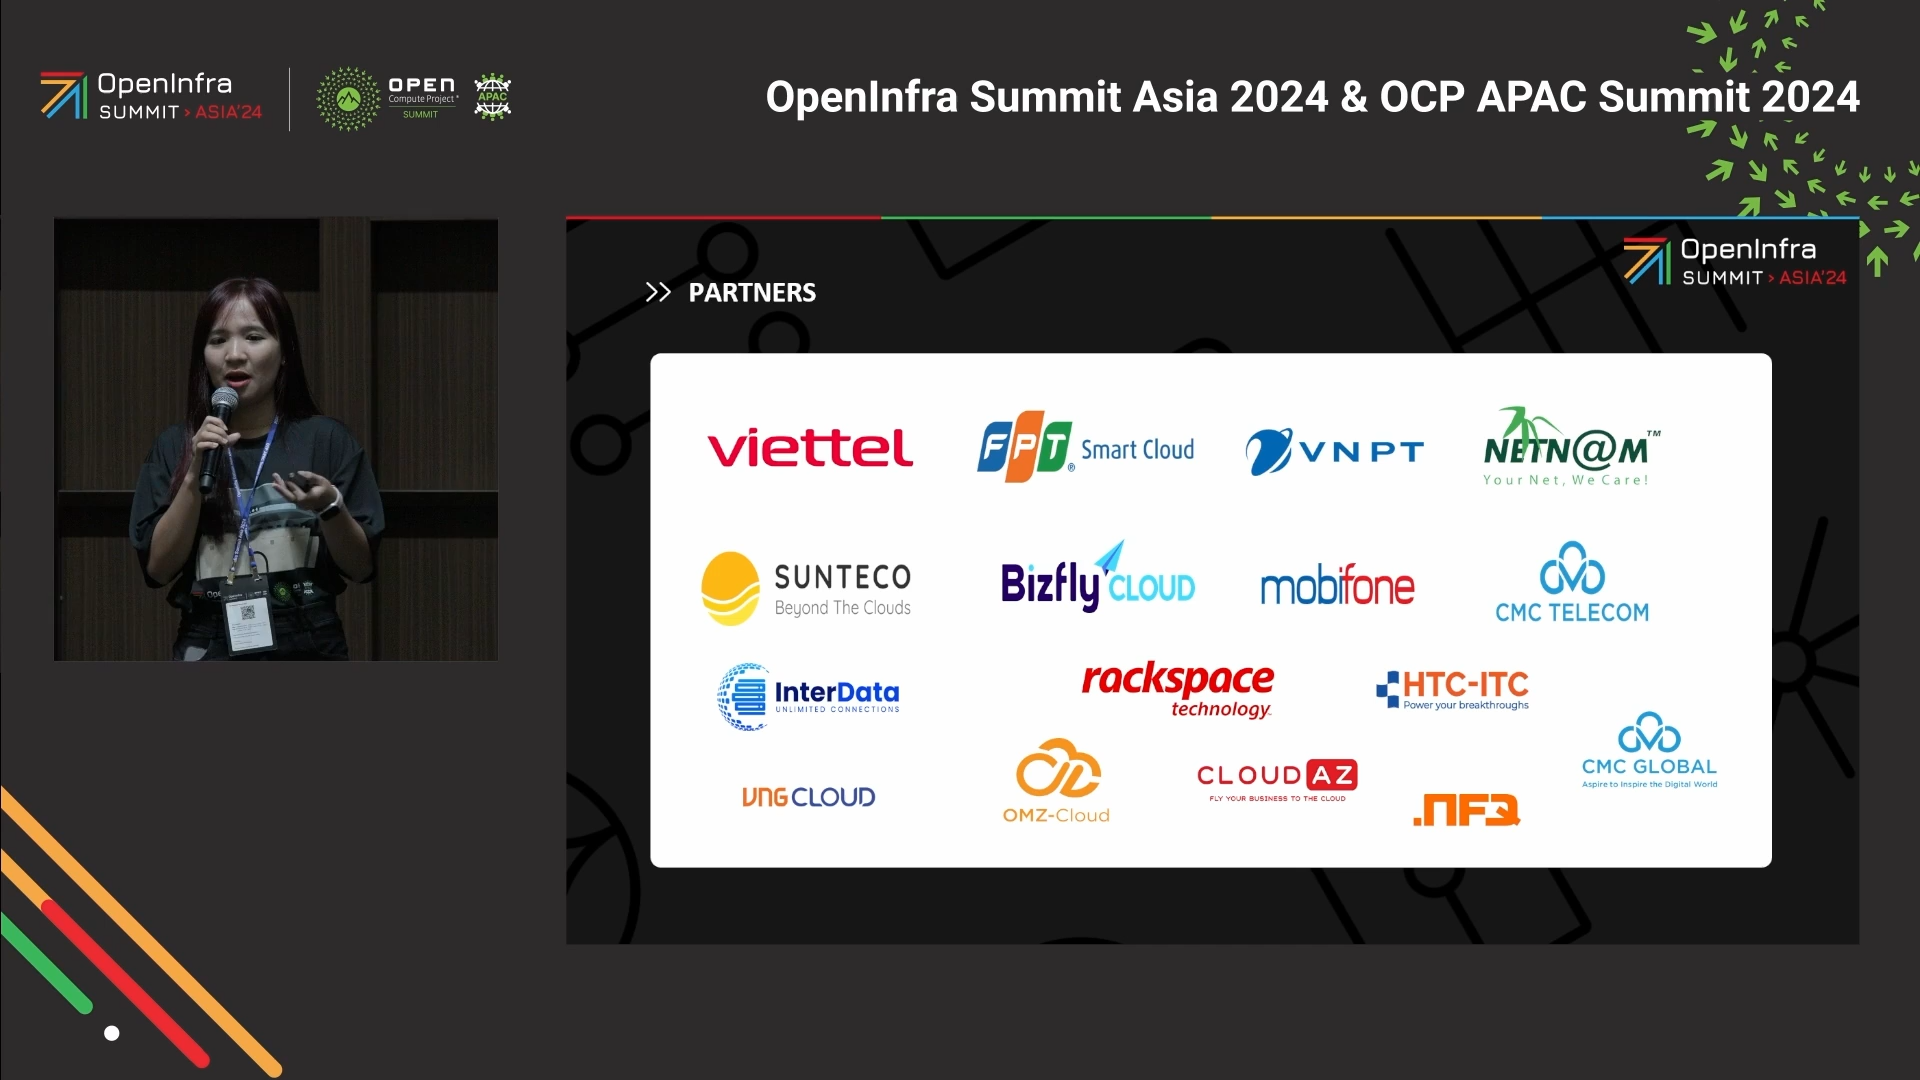 OpenInfra
SUMMIT > ASIA'24
OPEN
Compute Project®
SUMMIT
APAC
OpenInfra Summit Asia 2024 & OCP APAC Summit 2024
OpenInfra
SUMMIT > ASIA'24
PARTNERS
viettel
FPT® Smart Cloud
VNPT
NETN@M™
Your Net, We Care!
SUNTECO
Beyond The Clouds
Bizfly CLOUD
mobifone
CMC TELECOM
InterData
UNLIMITED CONNECTIONS
rackspace
technology
HTC-ITC
Power your breakthroughs
VNG CLOUD
OMZ-Cloud
CLOUD AZ
FLY YOUR BUSINESS TO THE CLOUD
.NFQ
CMC GLOBAL
Aspire to Inspire the Digital World